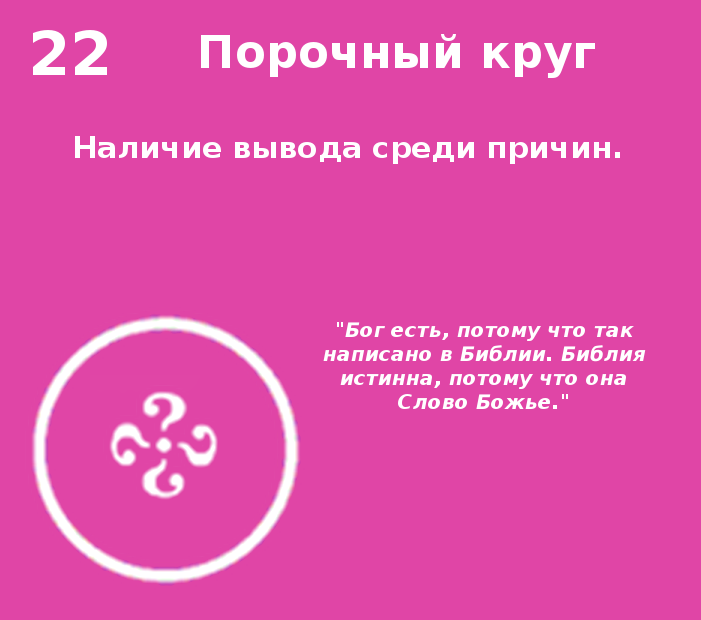 22 Порочный круг
Наличие вывода среди причин.
"Бог есть, потому что так
написано в Библии. Библия
истинна, потому что она
Слово Божье."